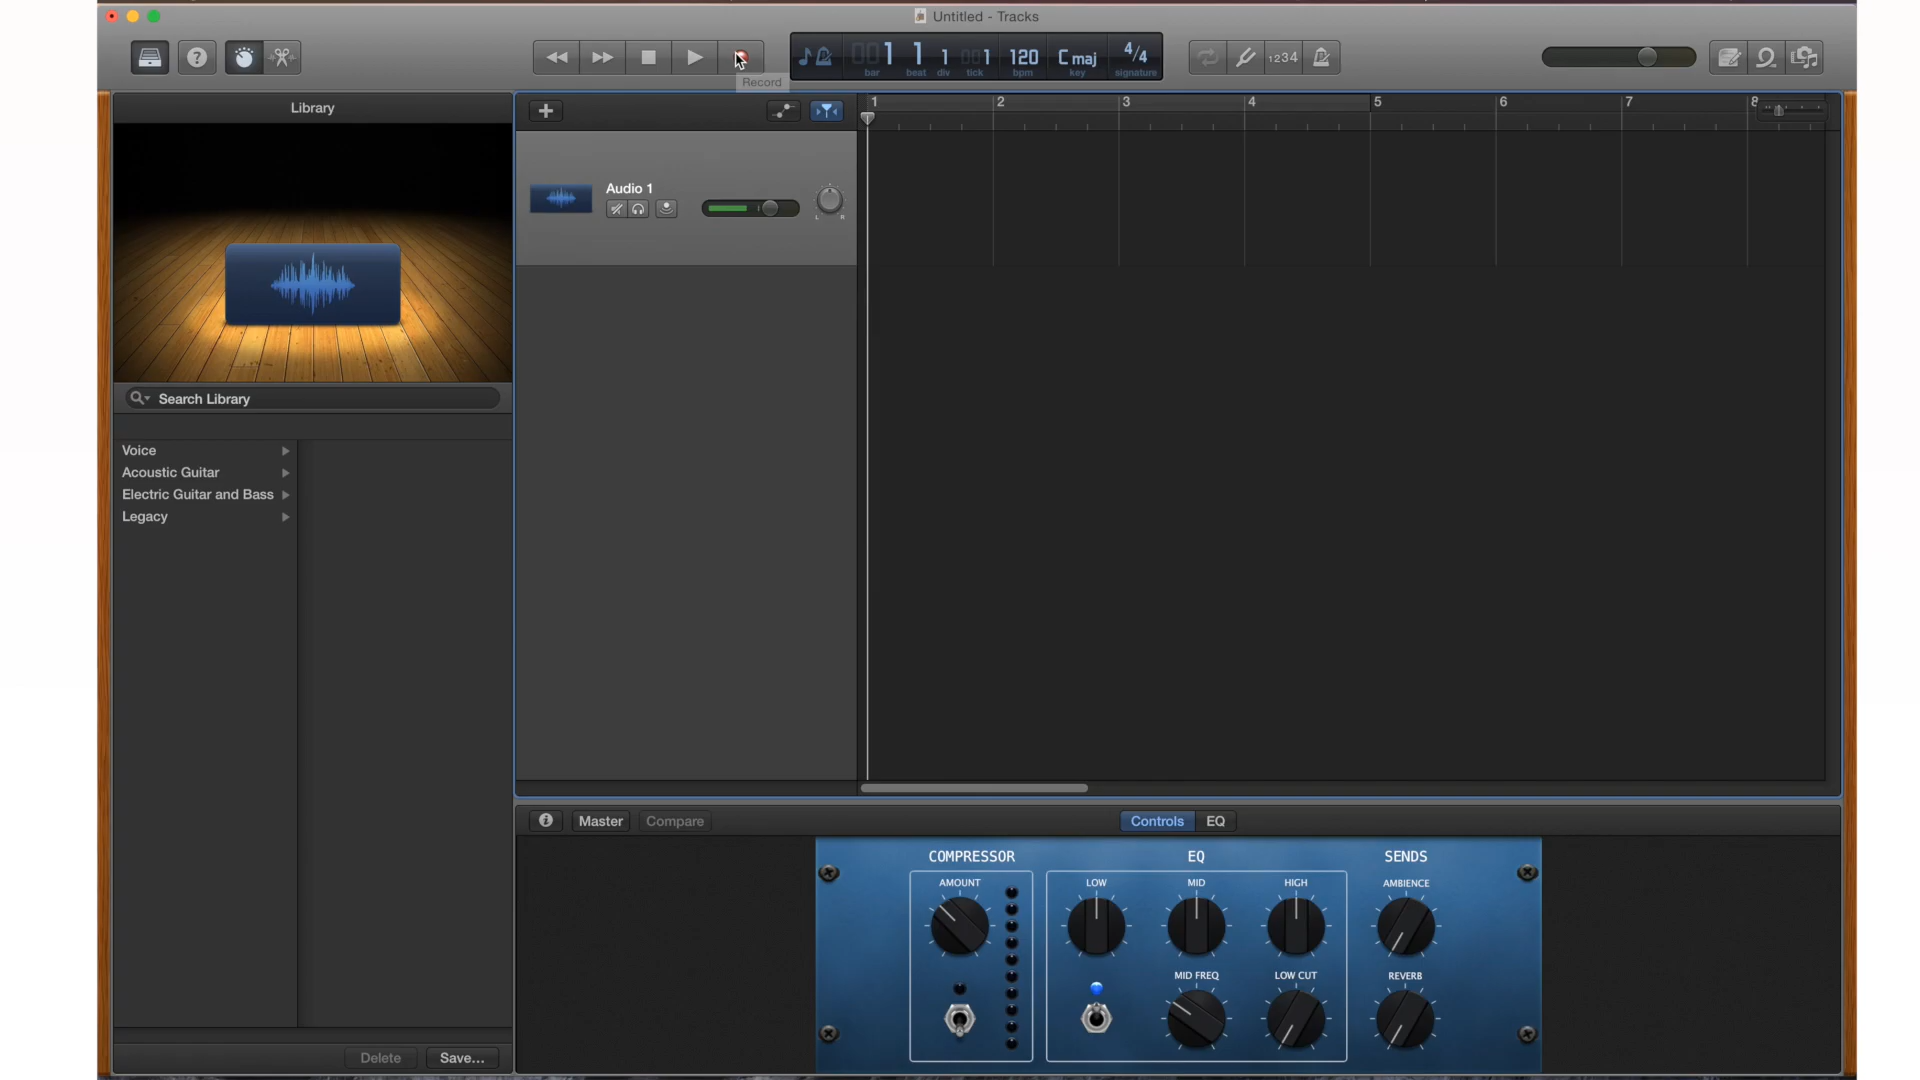 Untitled - Tracks
001 1 1 001 120 C maj 4/4
bar beat div tick bpm key signature
1234
Record
Library
1 2 3 4 5 6 7 8
Audio 1
L R
Search Library
Voice
Acoustic Guitar
Electric Guitar and Bass
Legacy
Master Compare Controls EQ
COMPRESSOR EQ SENDS
AMOUNT LOW MID HIGH AMBIENCE
MID FREQ LOW CUT REVERB
Delete Save...